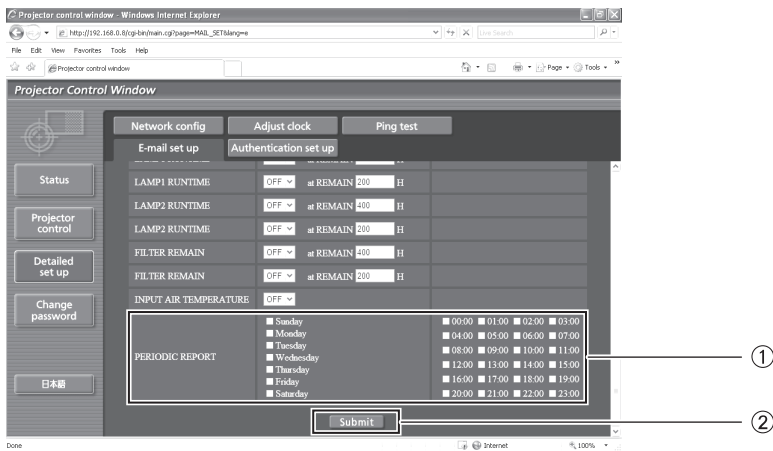 Projector control window - Windows Internet Explorer
http://192.168.0.8/cgi-bin/main.cgi?page=MAIL_SET&lang=e
Live Search
File Edit View Favorites Tools Help
Projector control window
Page Tools »
Projector Control Window
Network config Adjust clock Ping test
E-mail set up Authentication set up
Status
Projector control
Detailed set up
Change password
日本語
at REMAIN 200 H
LAMP1 RUNTIME OFF at REMAIN 200 H
LAMP2 RUNTIME OFF at REMAIN 400 H
LAMP2 RUNTIME OFF at REMAIN 200 H
FILTER REMAIN OFF at REMAIN 400 H
FILTER REMAIN OFF at REMAIN 200 H
INPUT AIR TEMPERATURE OFF
PERIODIC REPORT
Sunday
Monday
Tuesday
Wednesday
Thursday
Friday
Saturday
00:00 01:00 02:00 03:00
04:00 05:00 06:00 07:00
08:00 09:00 10:00 11:00
12:00 13:00 14:00 15:00
16:00 17:00 18:00 19:00
20:00 21:00 22:00 23:00
①
Submit
②
Done Internet 100%